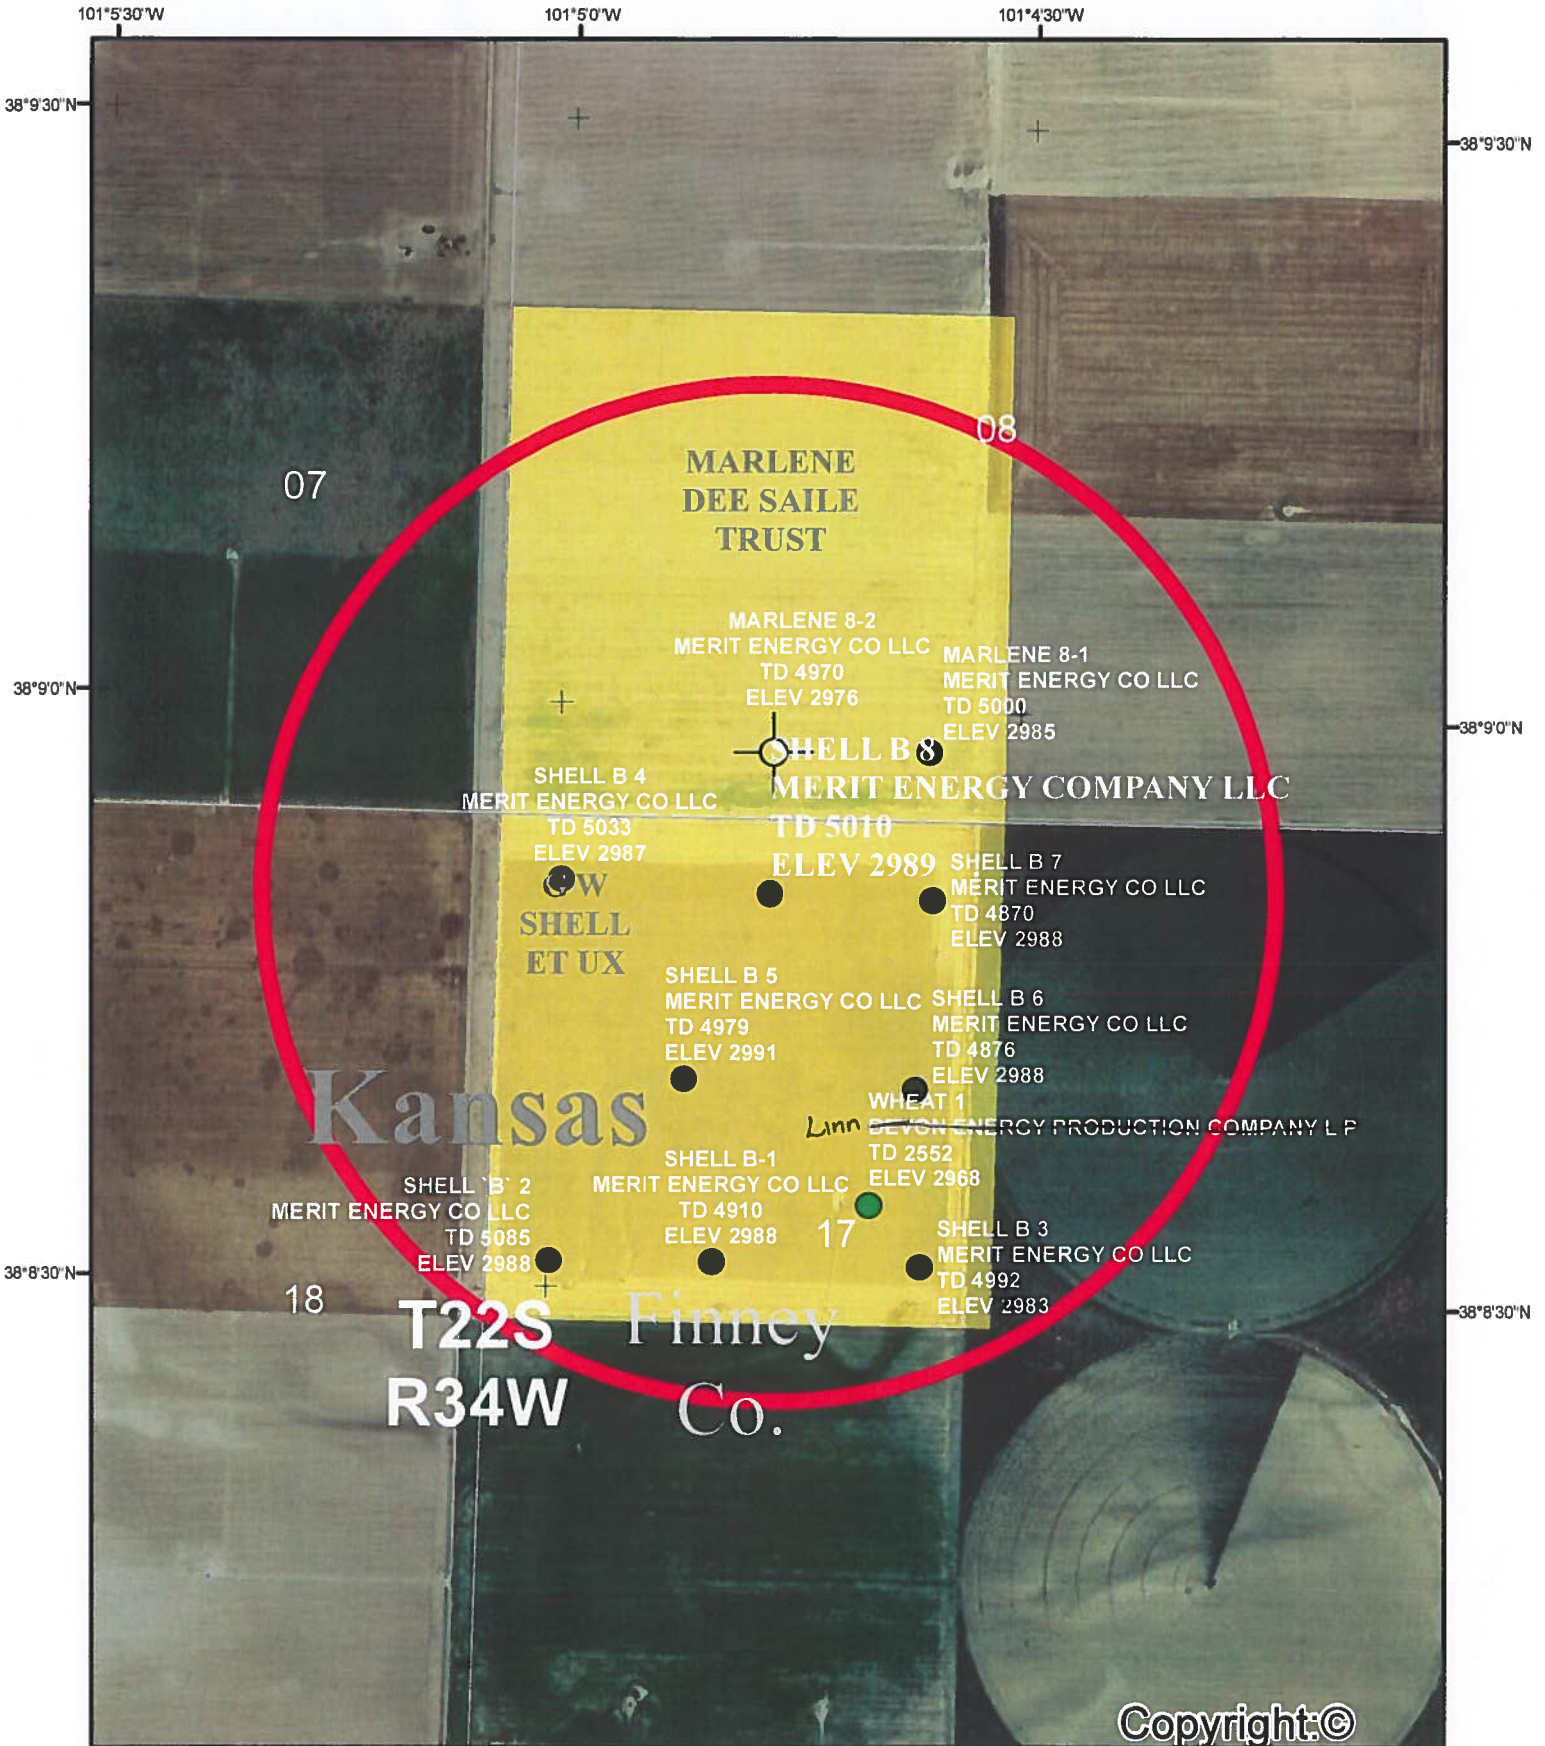 101°5'30"W
101°5'0"W
101°4'30"W
38°9'30"N
38°9'30"N
08
07
MARLENE
DEE SAILE
TRUST
MARLENE 8-2
MERIT ENERGY CO LLC
TD 4970
ELEV 2976
MARLENE 8-1
MERIT ENERGY CO LLC
TD 5000
ELEV 2985
38°9'0"N
38°9'0"N
SHELL B 8
MERIT ENERGY COMPANY LLC
TD 5010
ELEV 2989
SHELL B 4
MERIT ENERGY CO LLC
TD 5033
ELEV 2987
W
SHELL
ET UX
SHELL B 7
MERIT ENERGY CO LLC
TD 4870
ELEV 2988
SHELL B 5
MERIT ENERGY CO LLC
TD 4979
ELEV 2991
SHELL B 6
MERIT ENERGY CO LLC
TD 4876
ELEV 2988
Kansas
WHEAT 1
Linn DEVON ENERGY PRODUCTION COMPANY L P
TD 2552
ELEV 2968
SHELL B-1
MERIT ENERGY CO LLC
TD 4910
ELEV 2988
SHELL `B` 2
MERIT ENERGY CO LLC
TD 5085
ELEV 2988
17
SHELL B 3
MERIT ENERGY CO LLC
TD 4992
ELEV 2983
38°8'30"N
38°8'30"N
18
T22S
R34W
Finney
Co.
Copyright:©